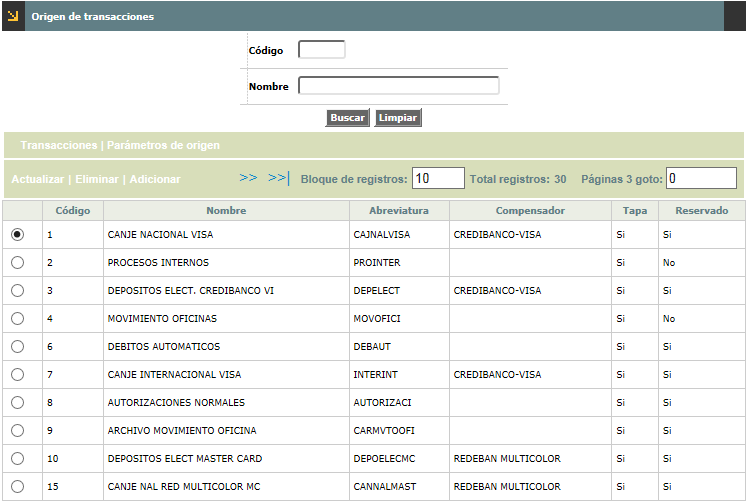 Origen de transacciones
Código
Nombre
Buscar Limpiar
Transacciones | Parámetros de origen
Actualizar | Eliminar | Adicionar >> >>| Bloque de registros: 10 Total registros: 30 Páginas 3 goto: 0
Código Nombre Abreviatura Compensador Tapa Reservado
1 CANJE NACIONAL VISA CAJNALVISA CREDIBANCO-VISA Si Si
2 PROCESOS INTERNOS PROINTER Si No
3 DEPOSITOS ELECT. CREDIBANCO VI DEPELECT CREDIBANCO-VISA Si Si
4 MOVIMIENTO OFICINAS MOVOFICI Si No
6 DEBITOS AUTOMATICOS DEBAUT Si Si
7 CANJE INTERNACIONAL VISA INTERINT CREDIBANCO-VISA Si Si
8 AUTORIZACIONES NORMALES AUTORIZACI Si Si
9 ARCHIVO MOVIMIENTO OFICINA CARMVTOOFI Si Si
10 DEPOSITOS ELECT MASTER CARD DEPOELECMC REDEBAN MULTICOLOR Si Si
15 CANJE NAL RED MULTICOLOR MC CANNALMAST REDEBAN MULTICOLOR Si Si